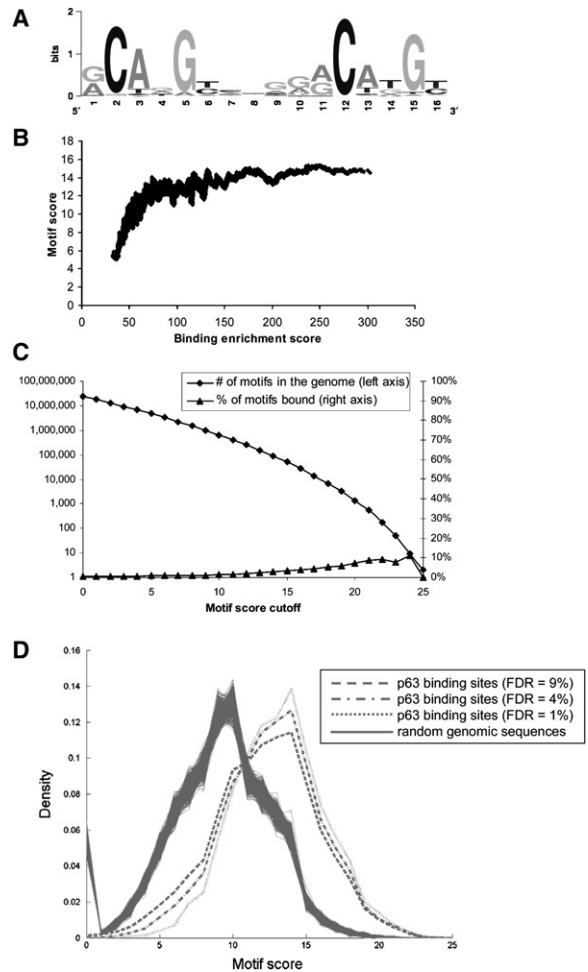 A
2
bits
1
0
G CA G T G G A CA T G T
A C G A G T C
1 2 3 4 5 6 7 8 9 10 11 12 13 14 15 16
5′ 3′
B
18
16
14
12
10
8
6
4
2
0
Motif score
0 50 100 150 200 250 300 350
Binding enrichment score
C
100,000,000
10,000,000
1,000,000
100,000
10,000
1,000
100
10
1
# of motifs in the genome (left axis)
% of motifs bound (right axis)
100%
90%
80%
70%
60%
50%
40%
30%
20%
10%
0%
0 5 10 15 20 25
Motif score cutoff
D
0.16
0.14
0.12
0.1
0.08
0.06
0.04
0.02
0
Density
p63 binding sites (FDR = 9%)
p63 binding sites (FDR = 4%)
p63 binding sites (FDR = 1%)
random genomic sequences
0 5 10 15 20 25
Motif score